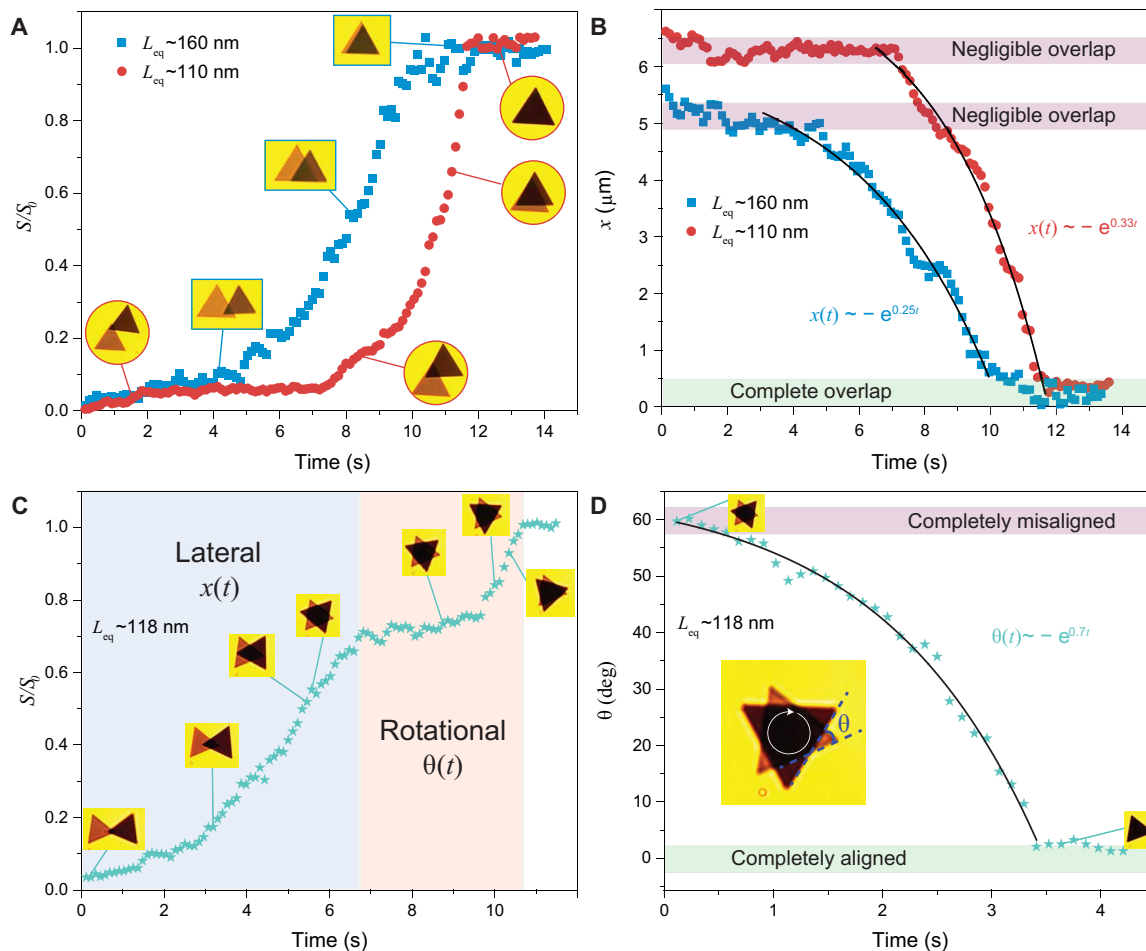 A
S/S₀
1.0
0.8
0.6
0.4
0.2
0.0
L_eq ~160 nm
L_eq ~110 nm
0 2 4 6 8 10 12 14
Time (s)
B
x (μm)
6
5
4
3
2
1
0
Negligible overlap
Negligible overlap
L_eq ~160 nm
L_eq ~110 nm
x(t) ~ − e^0.33t
x(t) ~ − e^0.25t
Complete overlap
0 2 4 6 8 10 12 14
Time (s)
C
S/S₀
1.0
0.8
0.6
0.4
0.2
0.0
Lateral
x(t)
L_eq ~118 nm
Rotational
θ(t)
0 2 4 6 8 10
Time (s)
D
θ (deg)
60
50
40
30
20
10
0
Completely misaligned
L_eq ~118 nm
θ(t) ~ − e^0.7t
θ
Completely aligned
0 1 2 3 4
Time (s)